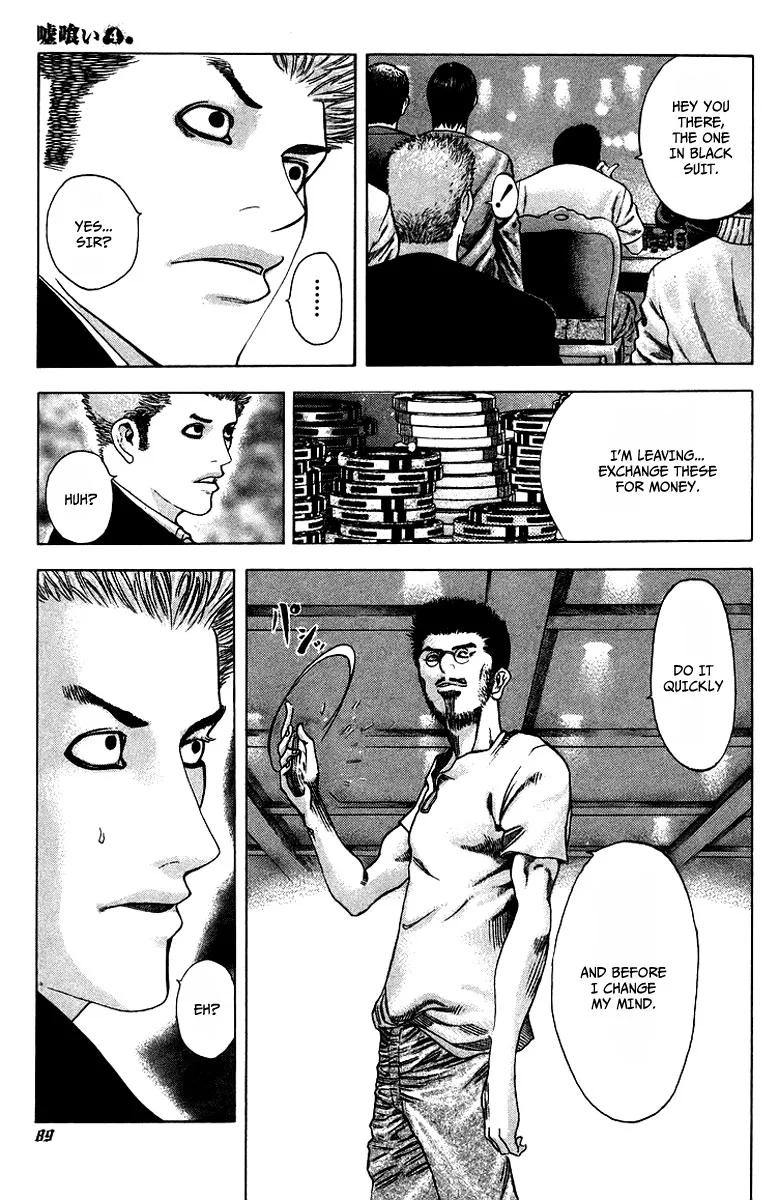 嘘喰い 4.
HEY YOU
THERE,
THE ONE
IN BLACK
SUIT.
!
......
YES...
SIR?
I'M LEAVING...
EXCHANGE THESE
FOR MONEY.
HUH?
DO IT
QUICKLY
パンッ
AND BEFORE
I CHANGE
MY MIND.
EH?
89